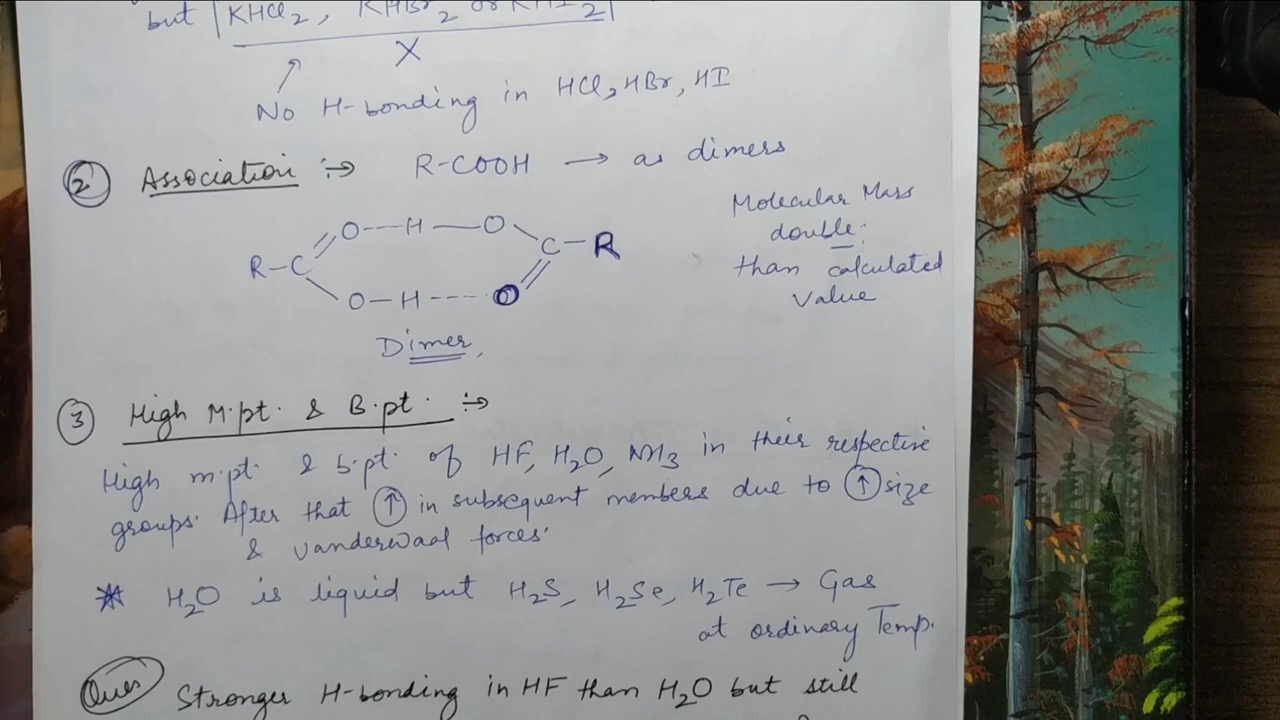 but KHCl2, KHBr2 or KHI2
X
No H-bonding in HCl, HBr, HI
② Association :→ R-COOH → as dimers
Molecular Mass
double.
than calculated
value
O---H—O
R-C C-R
O-H---O
Dimer,
③ High M.pt. & B.pt. :→
High m.pt. & b.pt. of HF, H2O, NH3 in their respective
groups. After that ↑ in subsequent members due to ↑ size
& vanderwaal forces.
* H2O is liquid but H2S, H2Se, H2Te → Gas
at ordinary Temp.
Ques Stronger H-bonding in HF than H2O but still